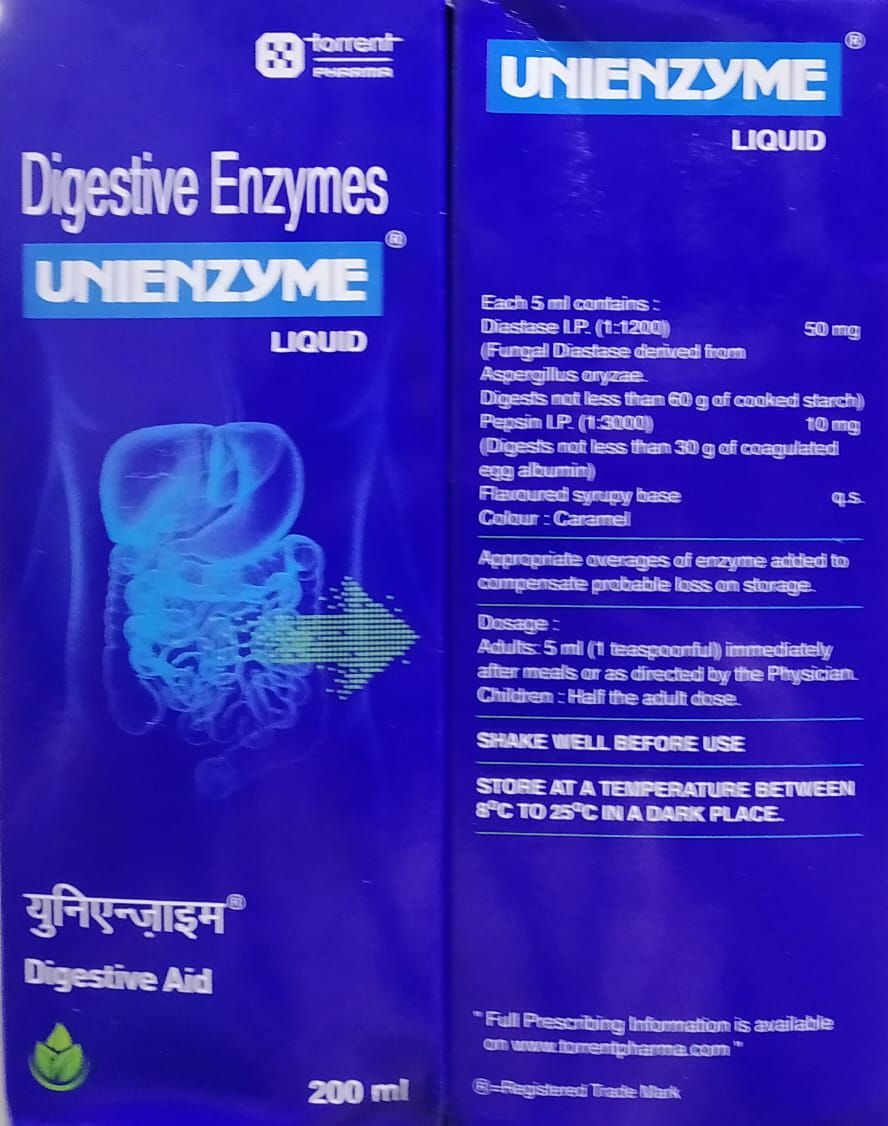 torrent
PHARMA
Digestive Enzymes
UNIENZYME®
LIQUID
युनिएन्ज़ाइम®
Digestive Aid
200 ml
UNIENZYME®
LIQUID
Each 5 ml contains :
Diastase I.P. (1:1200) 50 mg
(Fungal Diastase derived from
Aspergillus oryzae.
Digests not less than 60 g of cooked starch)
Pepsin I.P. (1:3000) 10 mg
(Digests not less than 30 g of coagulated
egg albumin)
Flavoured syrupy base q.s.
Colour : Caramel
Appropriate overages of enzyme added to
compensate probable loss on storage.
Dosage :
Adults: 5 ml (1 teaspoonful) immediately
after meals or as directed by the Physician.
Children : Half the adult dose.
SHAKE WELL BEFORE USE
STORE AT A TEMPERATURE BETWEEN
8°C TO 25°C IN A DARK PLACE.
" Full Prescribing Information is available
on www.torrentpharma.com "
®=Registered Trade Mark